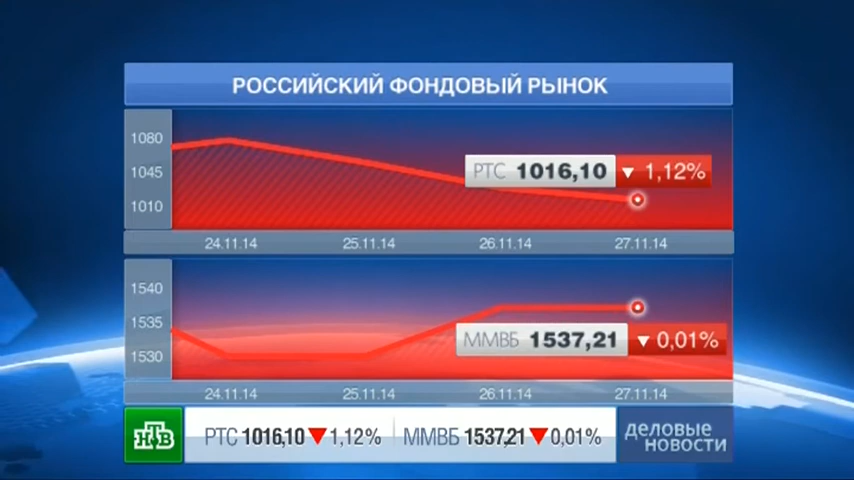 РОССИЙСКИЙ ФОНДОВЫЙ РЫНОК
1080
1045
1010
РТС 1016,10 ▼ 1,12%
24.11.14 25.11.14 26.11.14 27.11.14
1540
1535
1530
ММВБ 1537,21 ▼ 0,01%
24.11.14 25.11.14 26.11.14 27.11.14
НТВ
РТС 1016,10 ▼ 1,12% ММВБ 1537,21 ▼ 0,01%
деловые
НОВОСТИ